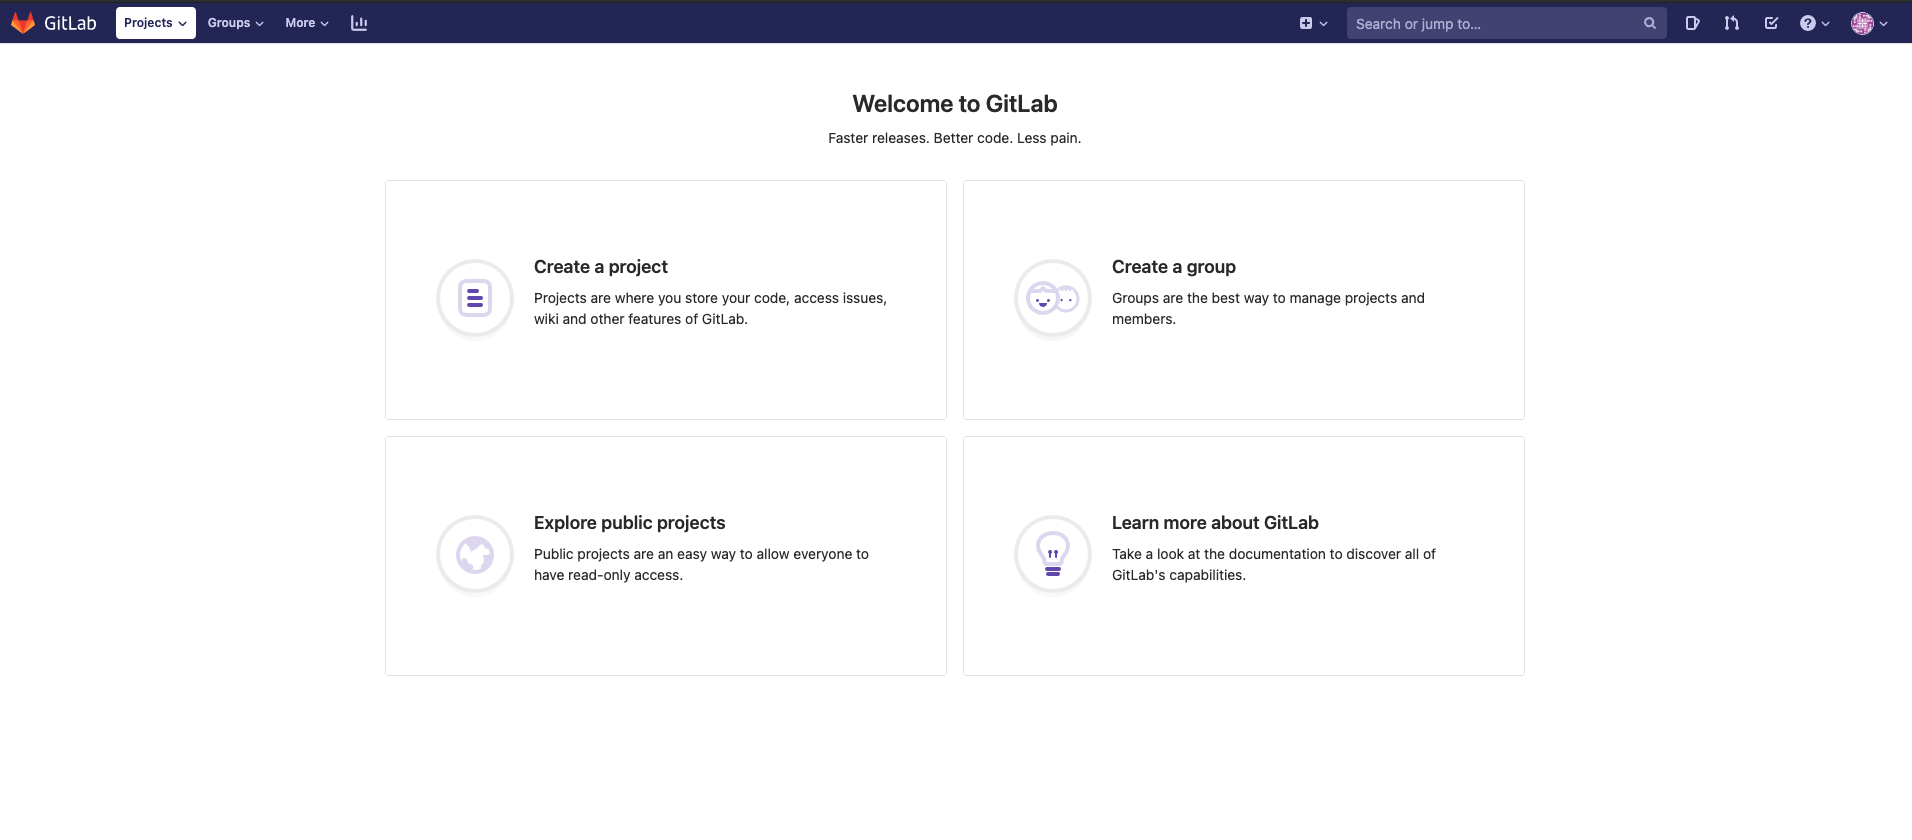 GitLab Projects Groups More Search or jump to...
Welcome to GitLab
Faster releases. Better code. Less pain.
Create a project
Projects are where you store your code, access issues,
wiki and other features of GitLab.
Create a group
Groups are the best way to manage projects and
members.
Explore public projects
Public projects are an easy way to allow everyone to
have read-only access.
Learn more about GitLab
Take a look at the documentation to discover all of
GitLab's capabilities.